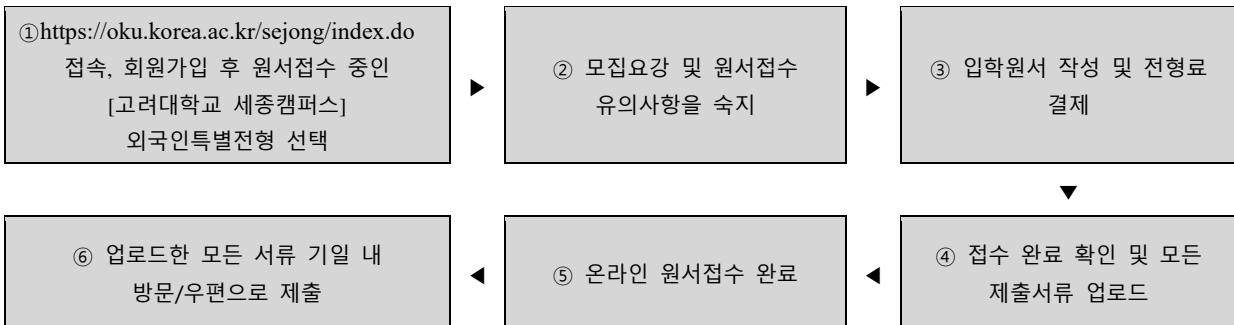 ①https://oku.korea.ac.kr/sejong/index.do
접속, 회원가입 후 원서접수 중인
[고려대학교 세종캠퍼스]
외국인특별전형 선택
▶
② 모집요강 및 원서접수
유의사항을 숙지
▶
③ 입학원서 작성 및 전형료
결제
▼
④ 접수 완료 확인 및 모든
제출서류 업로드
◀
⑤ 온라인 원서접수 완료
◀
⑥ 업로드한 모든 서류 기일 내
방문/우편으로 제출